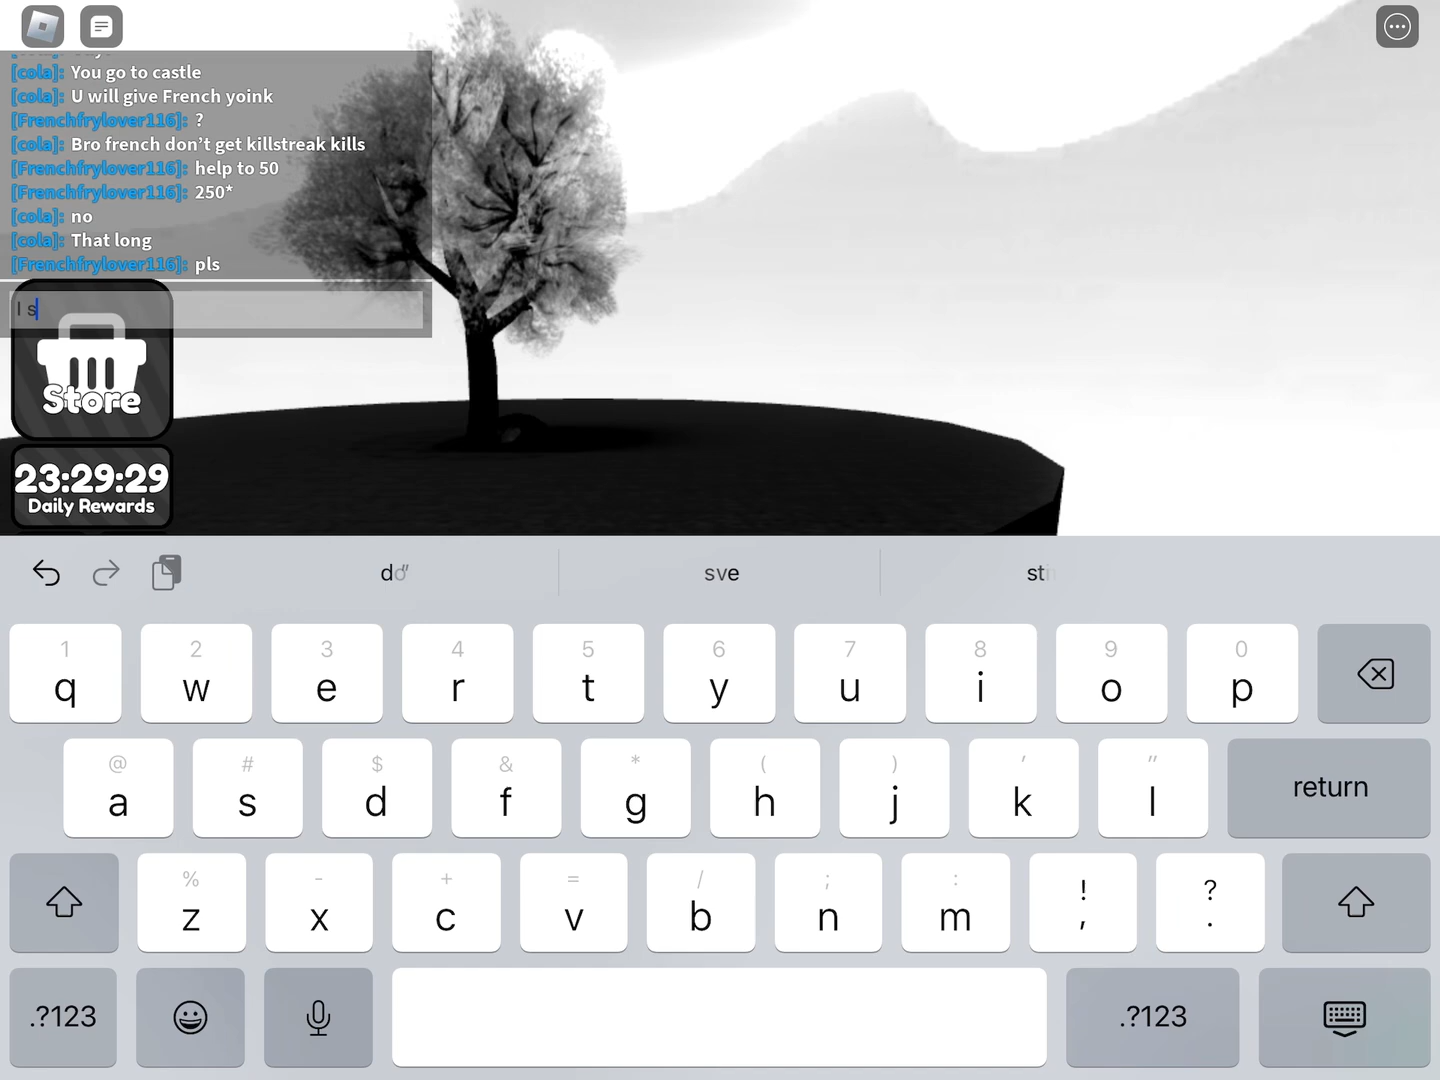 [cola]: You go to castle
[cola]: U will give French yoink
[Frenchfrylover116]: ?
[cola]: Bro french don’t get killstreak kills
[Frenchfrylover116]: help to 50
[Frenchfrylover116]: 250*
[cola]: no
[cola]: That long
[Frenchfrylover116]: pls
I s
Store
23:29:29
Daily Rewards
sve
1 2 3 4 5 6 7 8 9 0
q w e r t y u i o p
@ # $ & * ( ) ' "
a s d f g h j k l return
% - + = / ; : ! ?
z x c v b n m , .
.?123 .?123